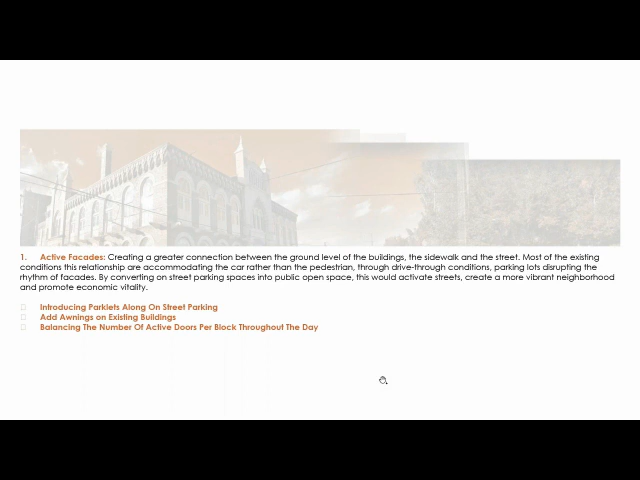 1. Active Facades: Creating a greater connection between the ground level of the buildings, the sidewalk and the street. Most of the existing
conditions this relationship are accommodating the car rather than the pedestrian, through drive-through conditions, parking lots disrupting the
rhythm of facades. By converting on street parking spaces into public open space, this would activate streets, create a more vibrant neighborhood
and promote economic vitality.
Introducing Parklets Along On Street Parking
Add Awnings on Existing Buildings
Balancing The Number Of Active Doors Per Block Throughout The Day